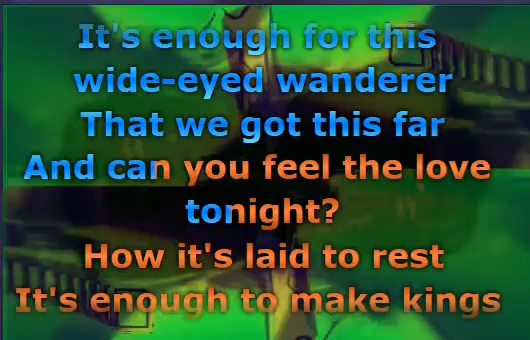 It's enough for this
wide-eyed wanderer
That we got this far
And can you feel the love
tonight?
How it's laid to rest
It's enough to make kings